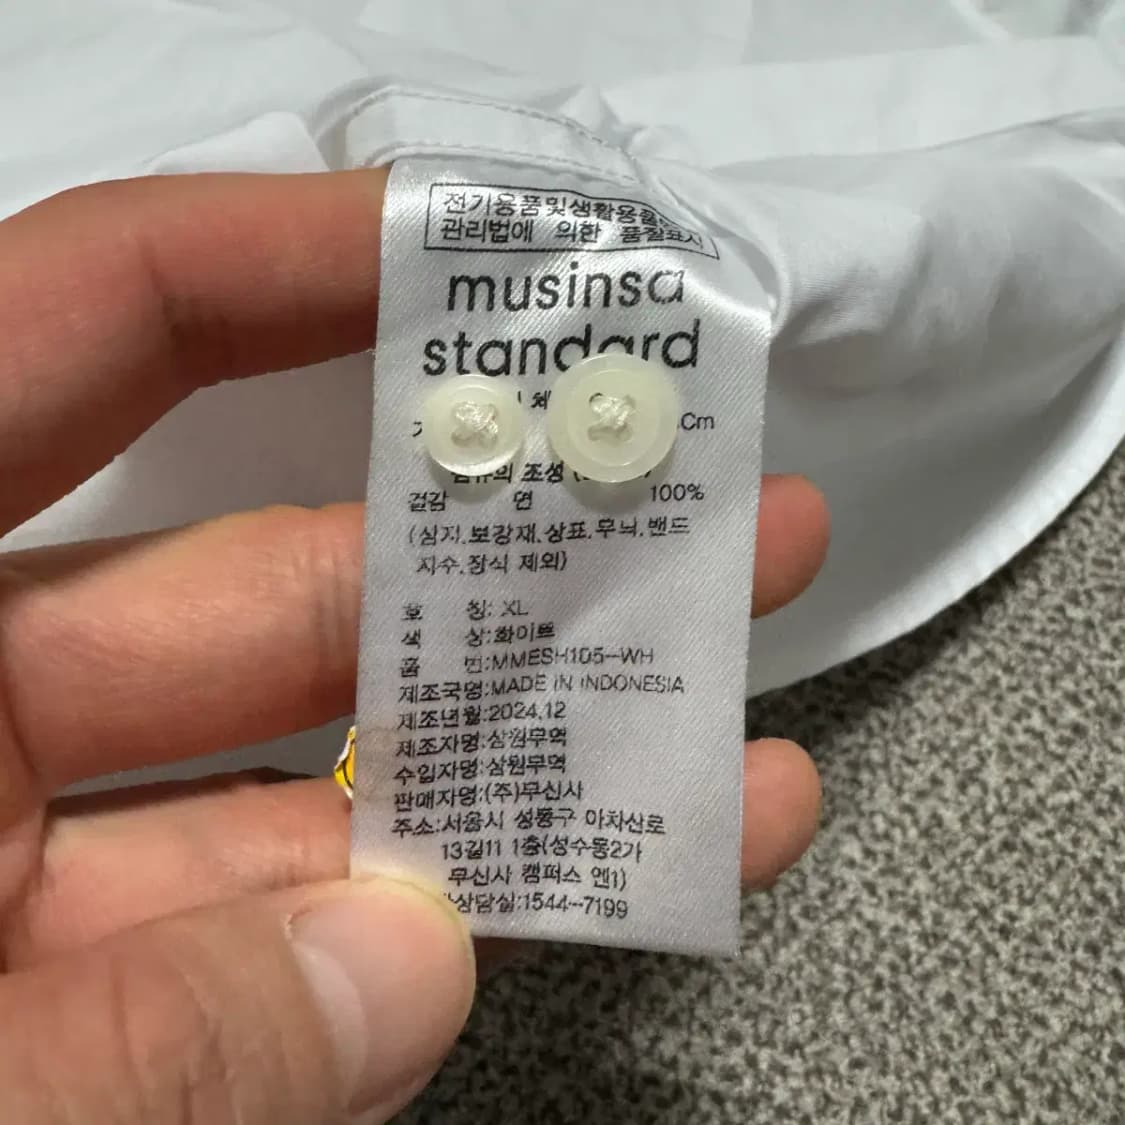 전기용품및생활용품
관리법에 의한 품질표시
musinsa
standard
체
Cm
섬유의 조성
겉감 면 100%
(심지,보강재,상표,무늬,밴드
자수,장식 제외)
호 칭: XL
색 상:화이트
품 번:MMESH105-WH
제조국명:MADE IN INDONESIA
제조년월:2024.12
제조자명:삼원무역
수입자명:삼원무역
판매자명:(주)무신사
주소:서울시 성동구 아차산로
13길11 1층(성수동2가
무신사 캠퍼스 엔1)
상담실:1544-7199